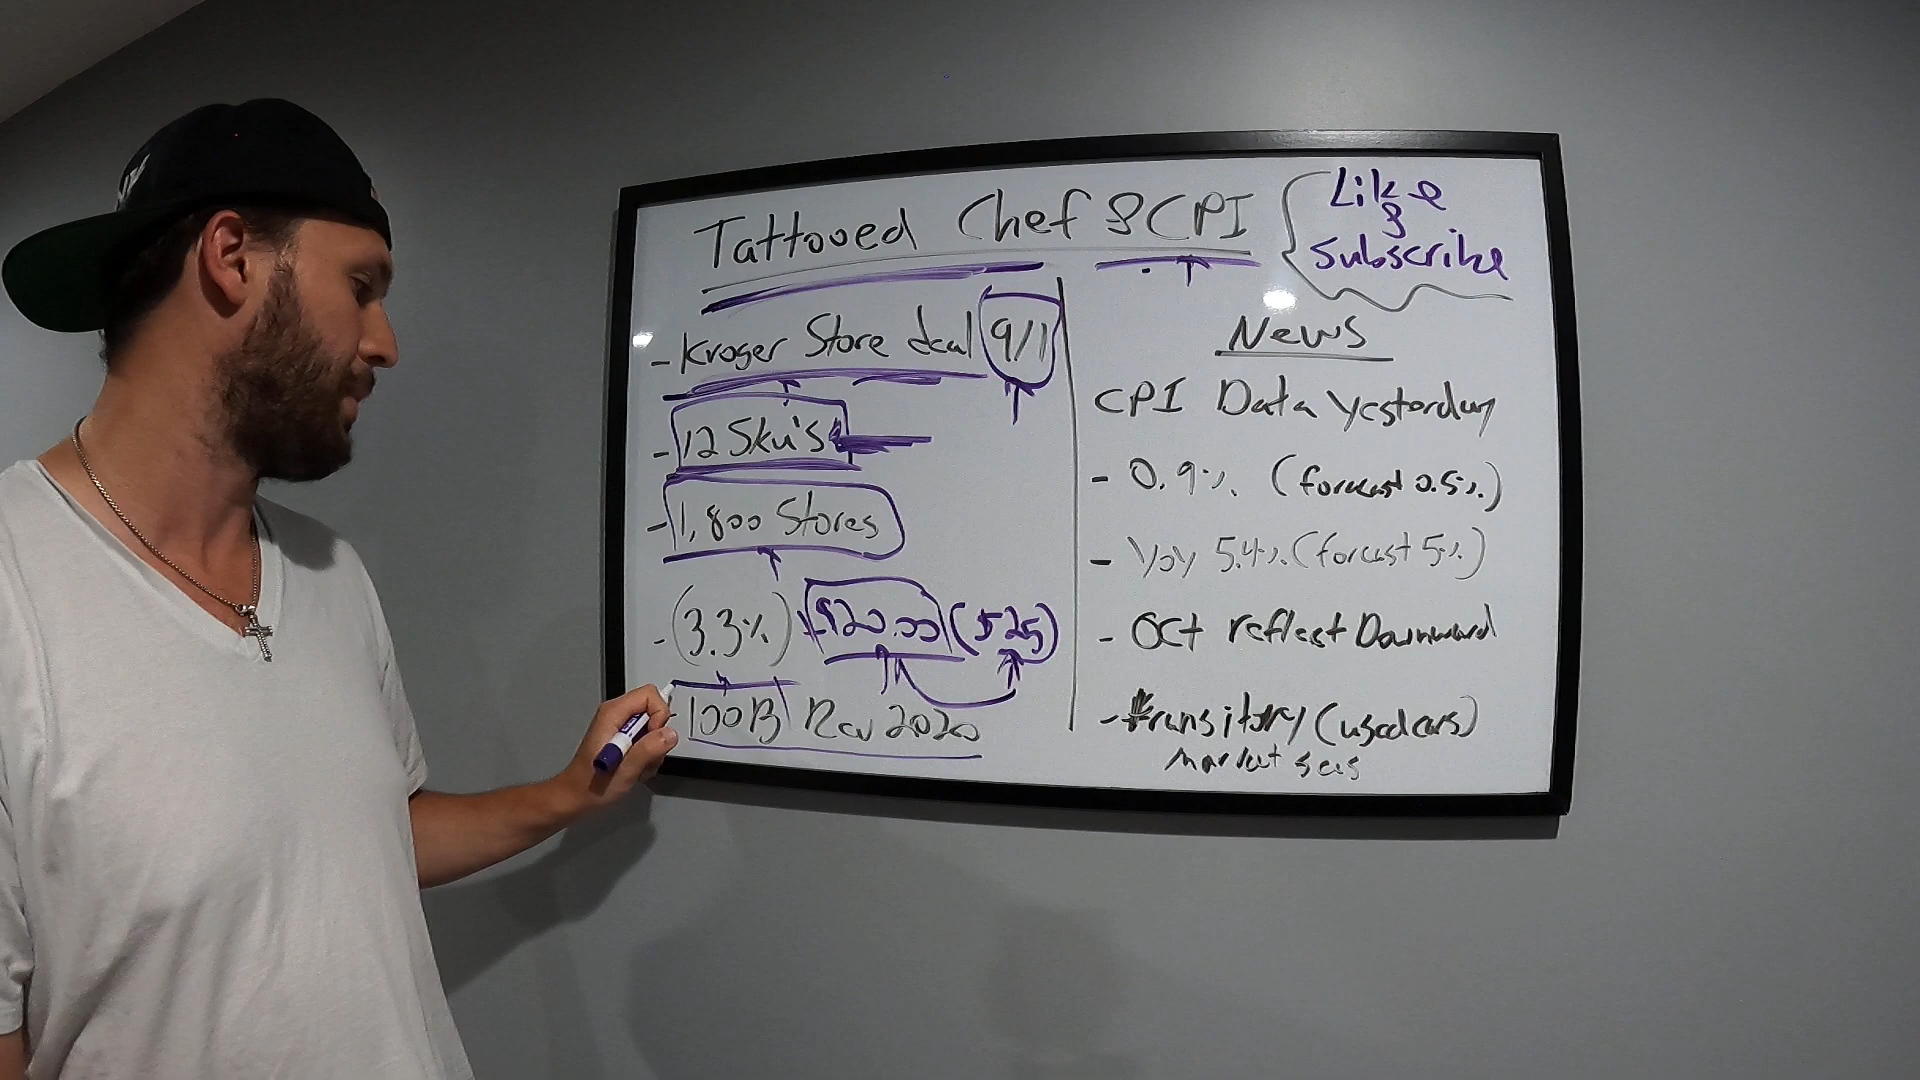 Tattooed Chef & CPI
Like
&
Subscribe
- Kroger Store deal 9/1
- 12 Sku's
- 1,800 Stores
- (3.3%) $20.00 ($25)
- 100B Rev 2020
News
CPI Data yesterday
- 0.9%. (forecast 0.5%.)
- YoY 5.4%. (forcast 5%.)
- Oct reflect Downward
- transitory (used cars)
market sees